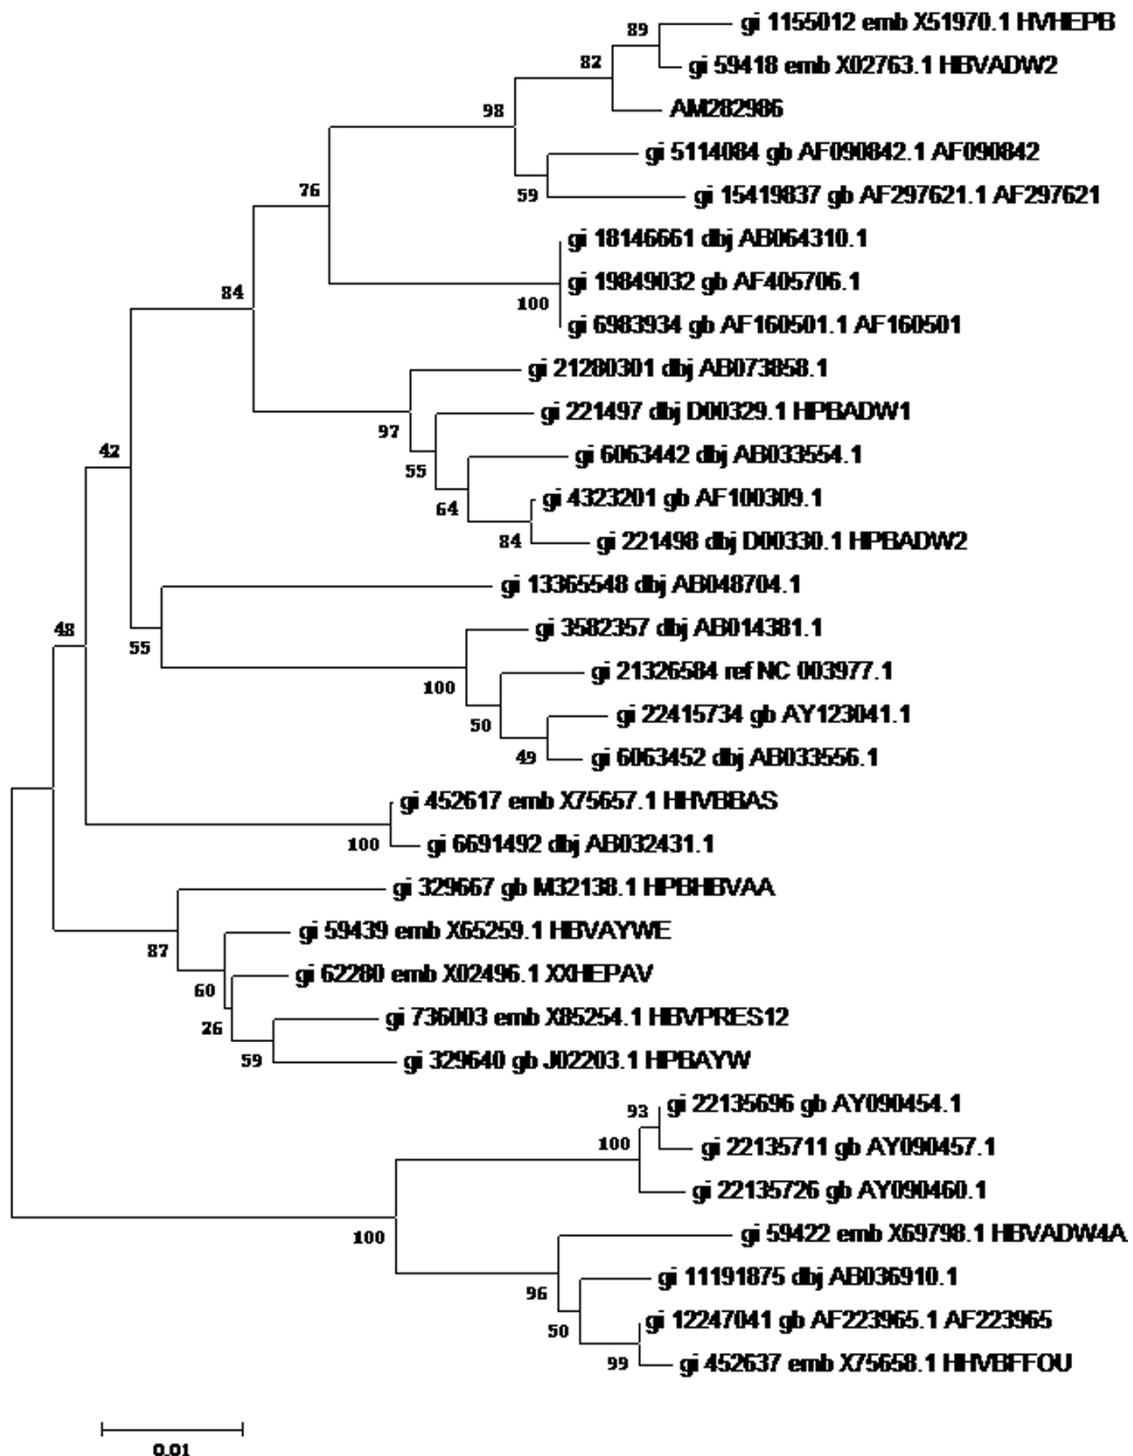 gi 1155012 emb X51970.1 HVHEPB
89
gi 59418 emb X02763.1 HBVADW2
82
AM282986
98
gi 5114084 gb AF090842.1 AF090842
59
gi 15419837 gb AF297621.1 AF297621
76
gi 18146661 dbj AB064310.1
gi 19849032 gb AF405706.1
100
gi 6983934 gb AF160501.1 AF160501
84
gi 21280301 dbj AB073858.1
gi 221497 dbj D00329.1 HPBADW1
97
gi 6063442 dbj AB033554.1
55
gi 4323201 gb AF100309.1
64
gi 221498 dbj D00330.1 HPBADW2
84
42
gi 13365548 dbj AB048704.1
gi 3582357 dbj AB014381.1
48
55
gi 21326584 ref NC 003977.1
100
gi 22415734 gb AY123041.1
50
gi 6063452 dbj AB033556.1
49
gi 452617 emb X75657.1 HHVBBAS
100
gi 6691492 dbj AB032431.1
gi 329667 gb M32138.1 HPBHBVAA
gi 59439 emb X65259.1 HBVAYWE
87
gi 62280 emb X02496.1 XXHEPAV
60
gi 736003 emb X85254.1 HBVPRES12
26
gi 329640 gb J02203.1 HPBAYW
59
gi 22135696 gb AY090454.1
93
gi 22135711 gb AY090457.1
100
gi 22135726 gb AY090460.1
100
gi 59422 emb X69798.1 HBVADW4A
gi 11191875 dbj AB036910.1
96
gi 12247041 gb AF223965.1 AF223965
50
gi 452637 emb X75658.1 HHVBFFOU
99
0.01